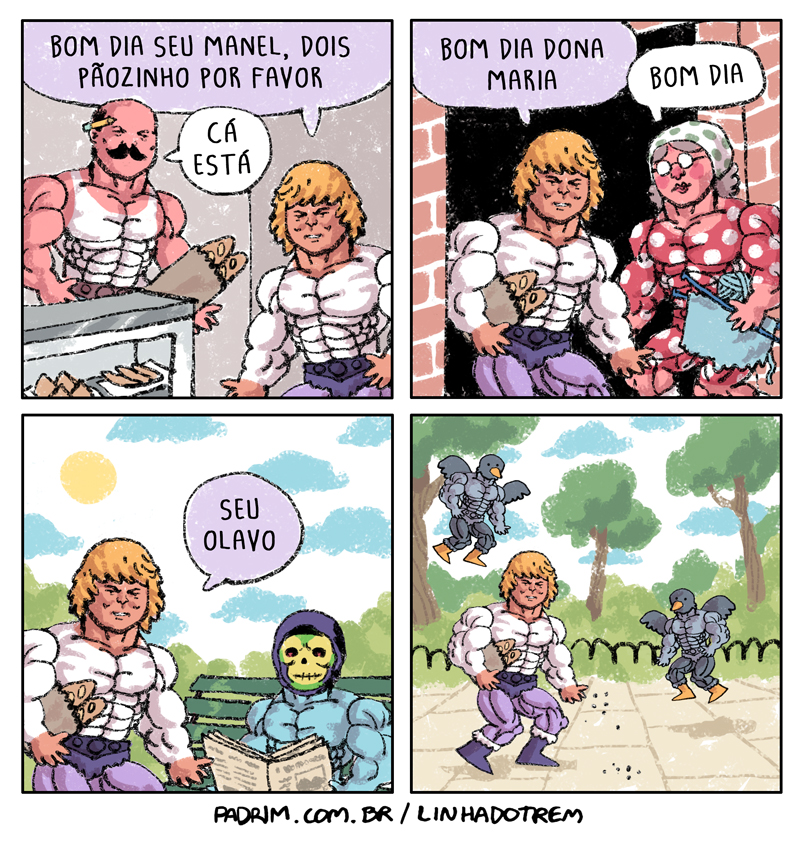 BOM DIA SEU MANEL, DOIS
PÃOZINHO POR FAVOR
CÁ
ESTÁ
BOM DIA DONA
MARIA
BOM DIA
SEU
OLAVO
PADRIM.COM.BR / LINHADOTREM